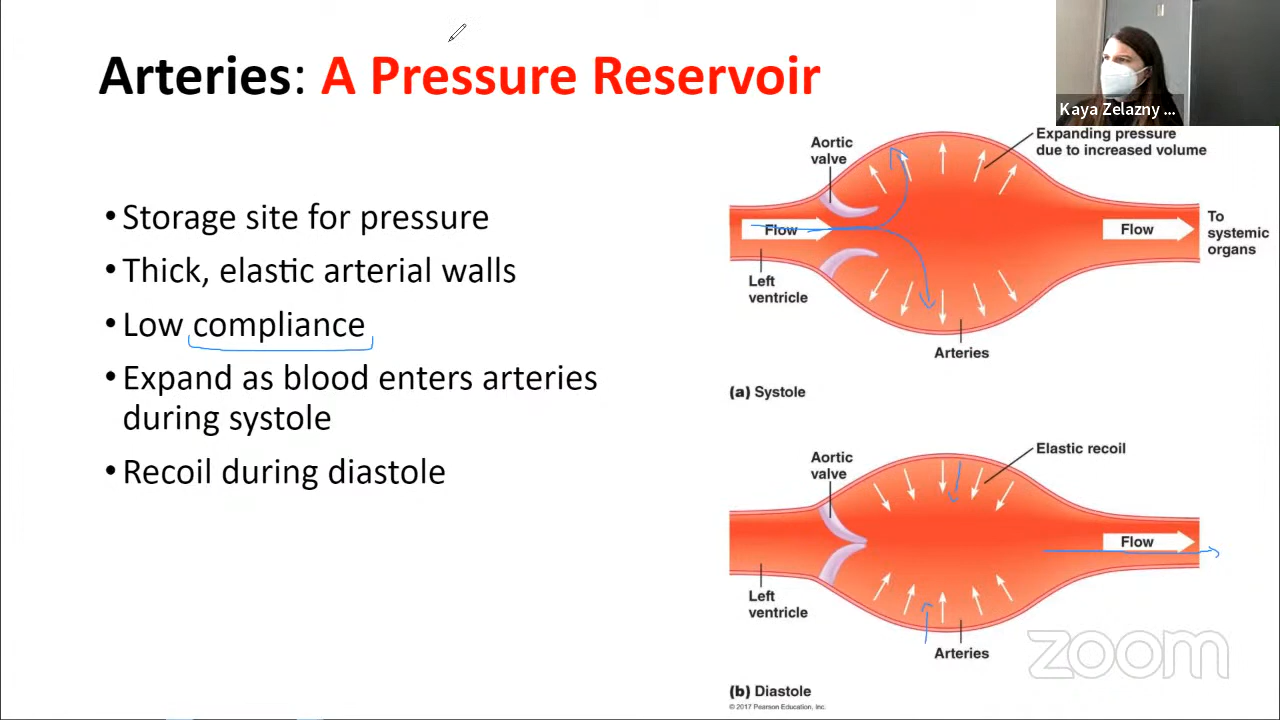 Arteries: A Pressure Reservoir
Kaya Zelazny ...
• Storage site for pressure
• Thick, elastic arterial walls
• Low compliance
• Expand as blood enters arteries
during systole
• Recoil during diastole
Aortic
valve
Expanding pressure
due to increased volume
Flow
Flow
To
systemic
organs
Left
ventricle
Arteries
(a) Systole
Aortic
valve
Elastic recoil
Flow
Left
ventricle
Arteries
zoom
(b) Diastole
© 2017 Pearson Education, Inc.